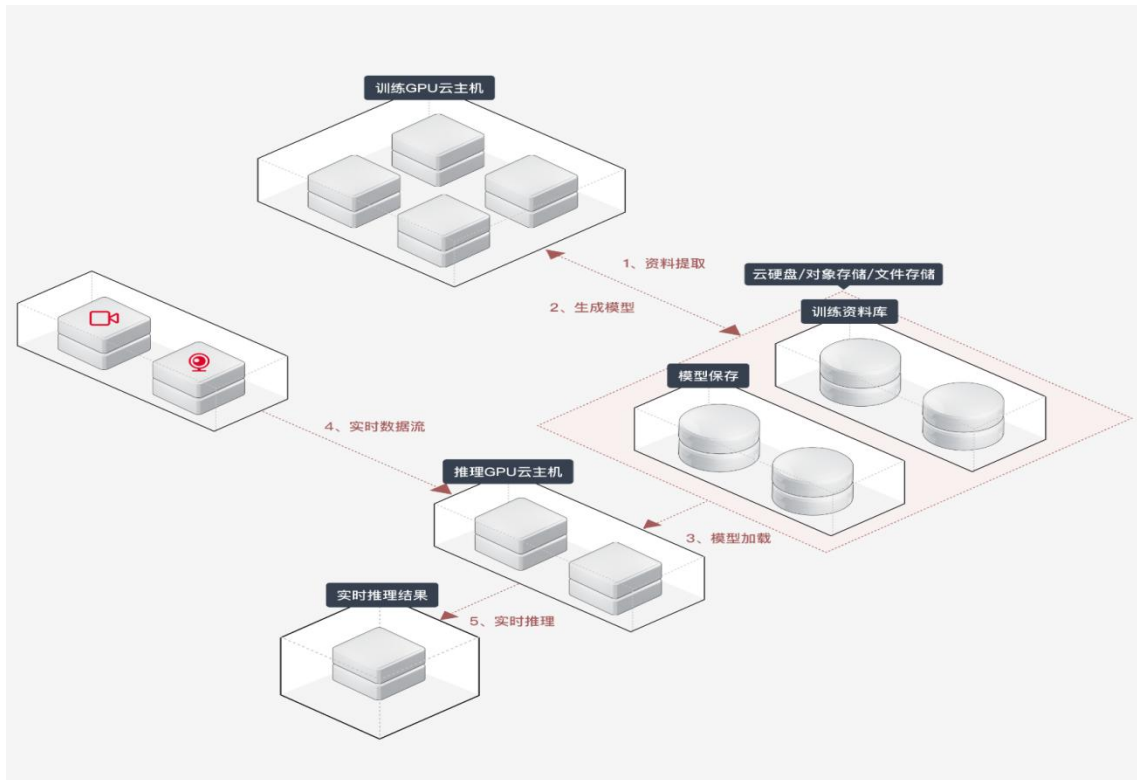 训练GPU云主机
1、资料提取
云硬盘/对象存储/文件存储
2、生成模型
训练资料库
模型保存
4、实时数据流
推理GPU云主机
3、模型加载
实时推理结果
5、实时推理